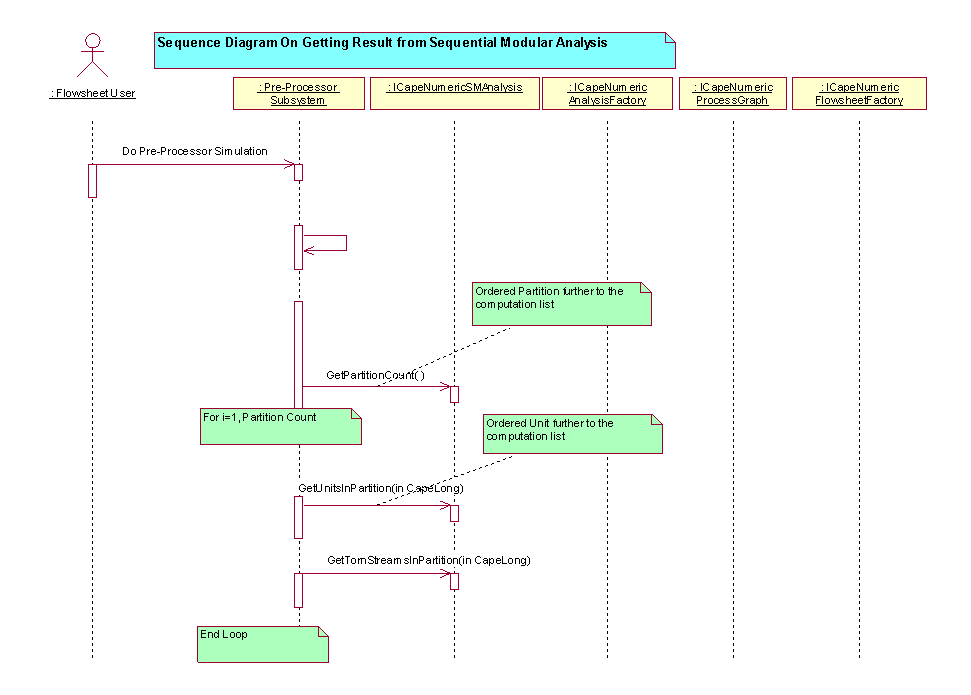 Sequence Diagram On Getting Result from Sequential Modular Analysis
: Flowsheet User
: Pre-Processor
Subsystem
: ICapeNumericSMAnalysis
: ICapeNumeric
AnalysisFactory
: ICapeNumeric
ProcessGraph
: ICapeNumeric
FlowsheetFactory
Do Pre-Processor Simulation
Ordered Partition further to the
computation list
GetPartitionCount( )
For i=1, Partition Count
Ordered Unit further to the
computation list
GetUnitsInPartition(in CapeLong)
GetTornStreamsInPartition(in CapeLong)
End Loop